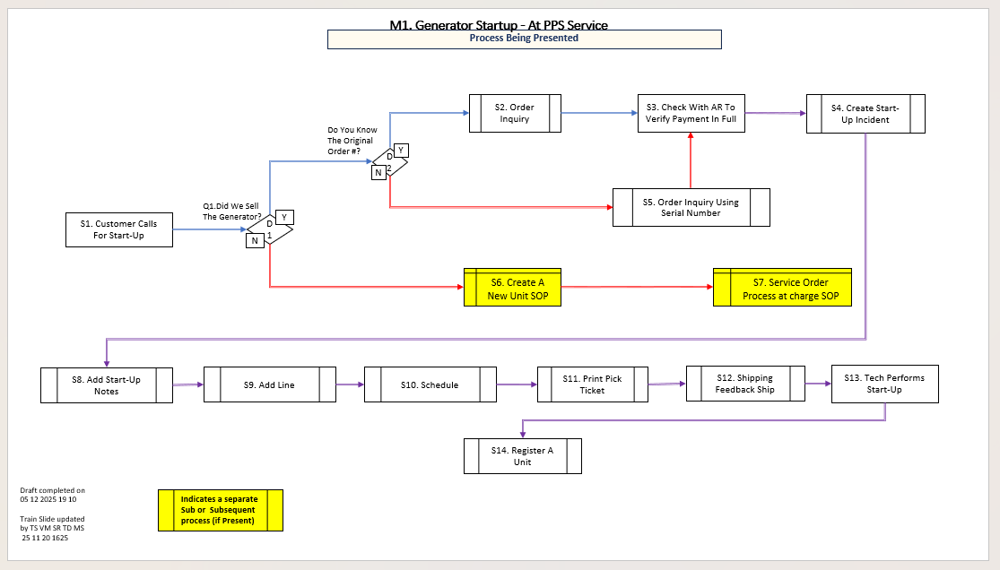 M1. Generator Startup - At PPS Service
Process Being Presented
S2. Order
Inquiry
S3. Check With AR To
Verify Payment In Full
S4. Create Start-
Up Incident
Do You Know
The Original
Order #?
Y
D
2
N
S5. Order Inquiry Using
Serial Number
Q1.Did We Sell
The Generator?
Y
D
1
N
S1. Customer Calls
For Start-Up
S6. Create A
New Unit SOP
S7. Service Order
Process at charge SOP
S8. Add Start-Up
Notes
S9. Add Line
S10. Schedule
S11. Print Pick
Ticket
S12. Shipping
Feedback Ship
S13. Tech Performs
Start-Up
S14. Register A
Unit
Draft completed on
05 12 2025 19 10
Train Slide updated
by TS VM SR TD MS
25 11 20 1625
Indicates a separate
Sub or Subsequent
process (if Present)